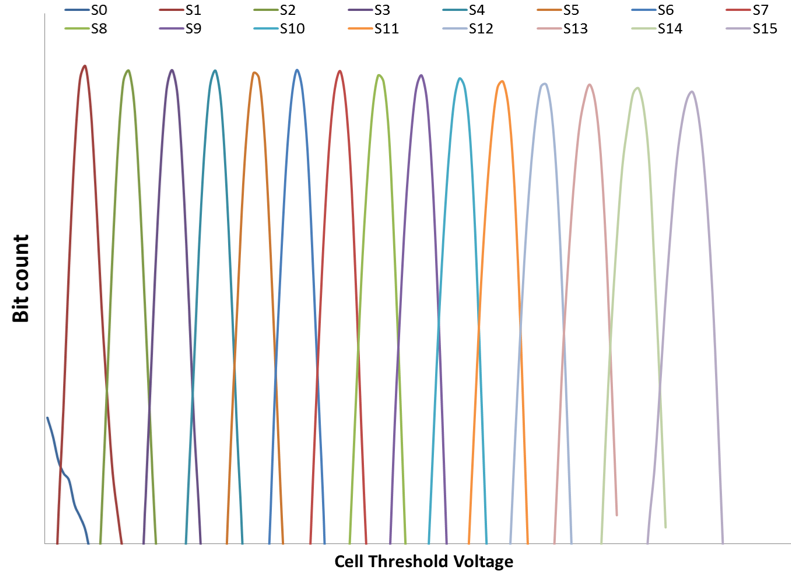 S0 S1 S2 S3 S4 S5 S6 S7
S8 S9 S10 S11 S12 S13 S14 S15
Bit count
Cell Threshold Voltage